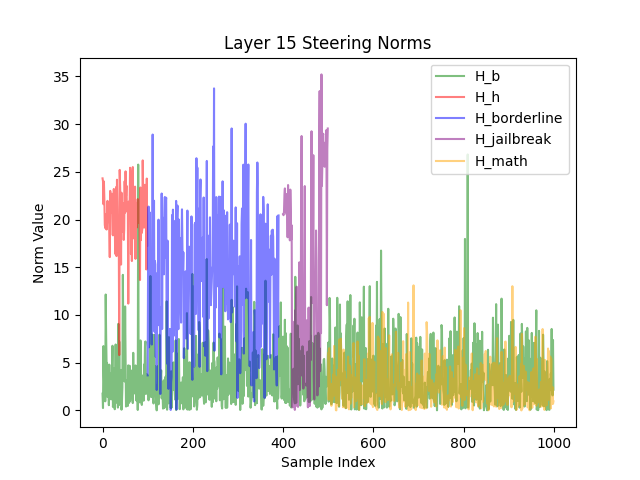 Layer 15 Steering Norms
35
30
25
20
15
10
5
0
Norm Value
H_b
H_h
H_borderline
H_jailbreak
H_math
0
200
400
600
800
1000
Sample Index